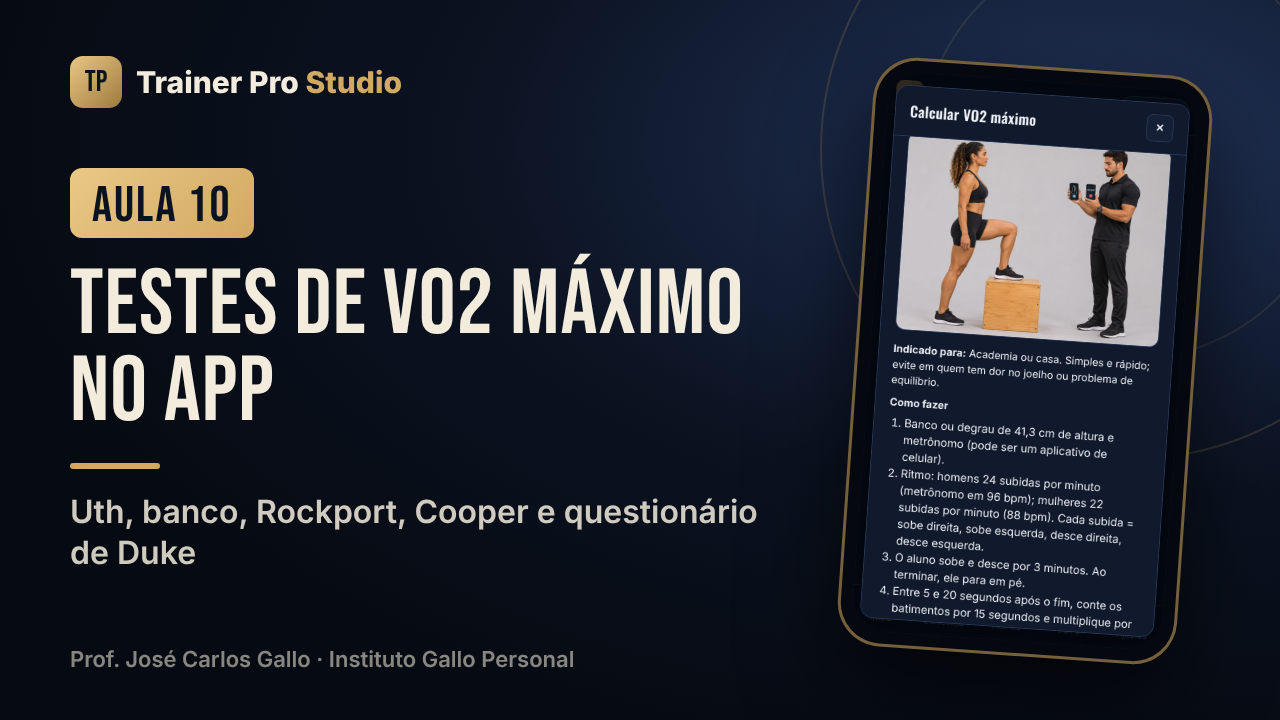 TP
Trainer Pro Studio
AULA 10
TESTES DE VO2 MÁXIMO
NO APP
Uth, banco, Rockport, Cooper e questionário
de Duke
Prof. José Carlos Gallo · Instituto Gallo Personal
Calcular VO2 máximo
×
Indicado para: Academia ou casa. Simples e rápido;
evite em quem tem dor no joelho ou problema de
equilíbrio.
Como fazer
1. Banco ou degrau de 41,3 cm de altura e
metrônomo (pode ser um aplicativo de
celular).
2. Ritmo: homens 24 subidas por minuto
(metrônomo em 96 bpm); mulheres 22
subidas por minuto (88 bpm). Cada subida =
sobe direita, sobe esquerda, desce direita,
desce esquerda.
3. O aluno sobe e desce por 3 minutos. Ao
terminar, ele para em pé.
4. Entre 5 e 20 segundos após o fim, conte os
batimentos por 15 segundos e multiplique por